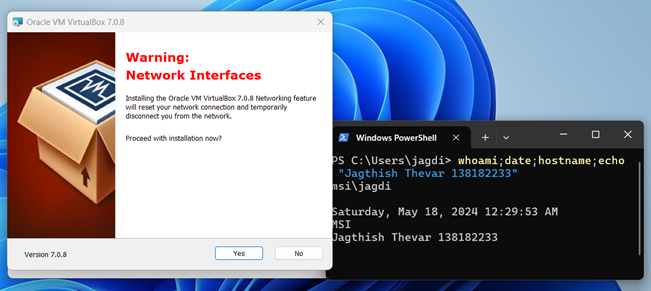 Oracle VM VirtualBox 7.0.8
Warning:
Network Interfaces
Installing the Oracle VM VirtualBox 7.0.8 Networking feature
will reset your network connection and temporarily
disconnect you from the network.
Proceed with installation now?
Version 7.0.8
Yes
No
Windows PowerShell
PS C:\Users\jagdi> whoami;date;hostname;echo
"Jagthish Thevar 138182233"
msi\jagdi
Saturday, May 18, 2024 12:29:53 AM
MSI
Jagthish Thevar 138182233